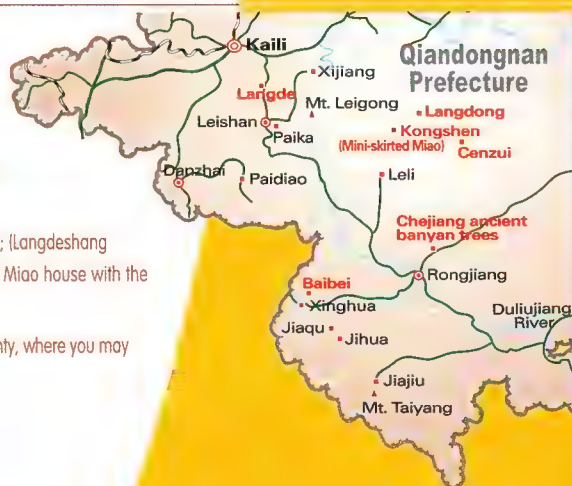 Kaili
Qiandongnan
Prefecture
Xijiang
Langde
Mt. Leigong
Langdong
Leishan
Paika
Kongshen
(Mini-skirted Miao)
Cenzui
Danzhai
Paidiao
Leli
; (Langdeshang
Miao house with the
nty, where you may
Chejiang ancient
banyan trees
Rongjiang
Baibei
Xinghua
Duliujiang
River
Jiaqu
Jihua
Jiajiu
Mt. Taiyang